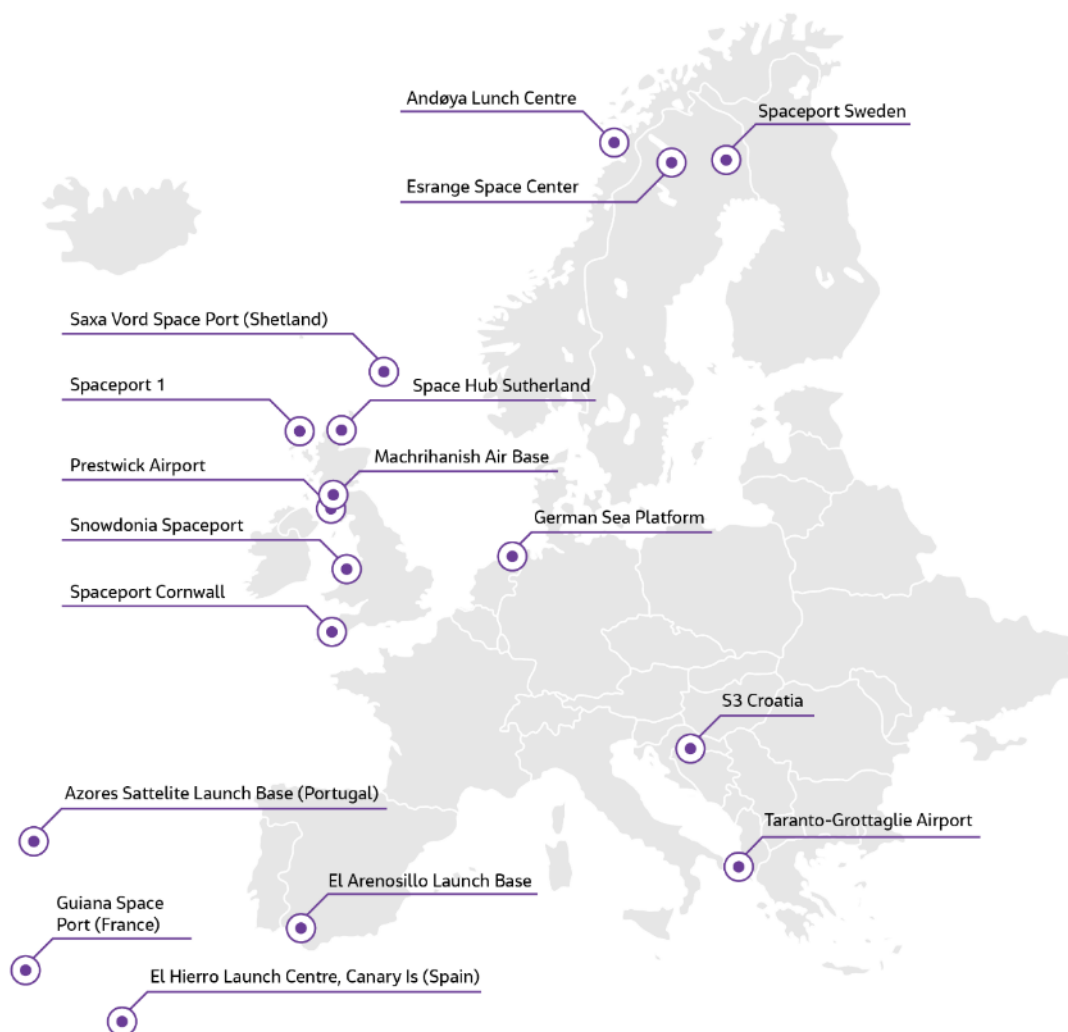 Andøya Lunch Centre
Spaceport Sweden
Esrange Space Center
Saxa Vord Space Port (Shetland)
Spaceport 1
Space Hub Sutherland
Prestwick Airport
Machrihanish Air Base
Snowdonia Spaceport
German Sea Platform
Spaceport Cornwall
S3 Croatia
Azores Sattelite Launch Base (Portugal)
Taranto-Grottaglie Airport
El Arenosillo Launch Base
Guiana Space
Port (France)
El Hierro Launch Centre, Canary Is (Spain)